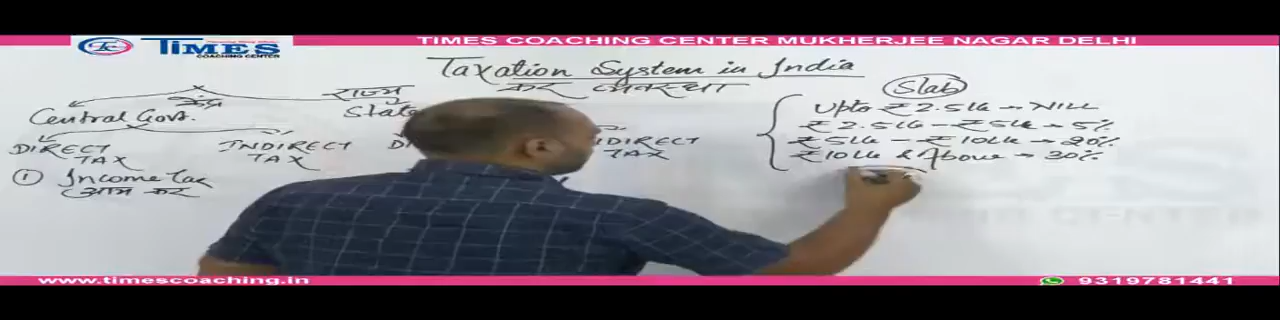 TIMES
COACHING CENTER
TIMES COACHING CENTER MUKHERJEE NAGAR DELHI
Taxation System in India
कर व्यवस्था
केंद्र
राज्य
Central Govt.
State
DIRECT
TAX
INDIRECT
TAX
D
INDIRECT
TAX
① Income Tax
आय कर
Slab
Upto ₹ 2.5 Lk → NILL
₹ 2.5 Lk – ₹ 5 Lk → 5%
₹ 5 Lk – ₹ 10 Lk → 20%
₹ 10 Lk & Above → 30%
www.timescoaching.in
9319781441